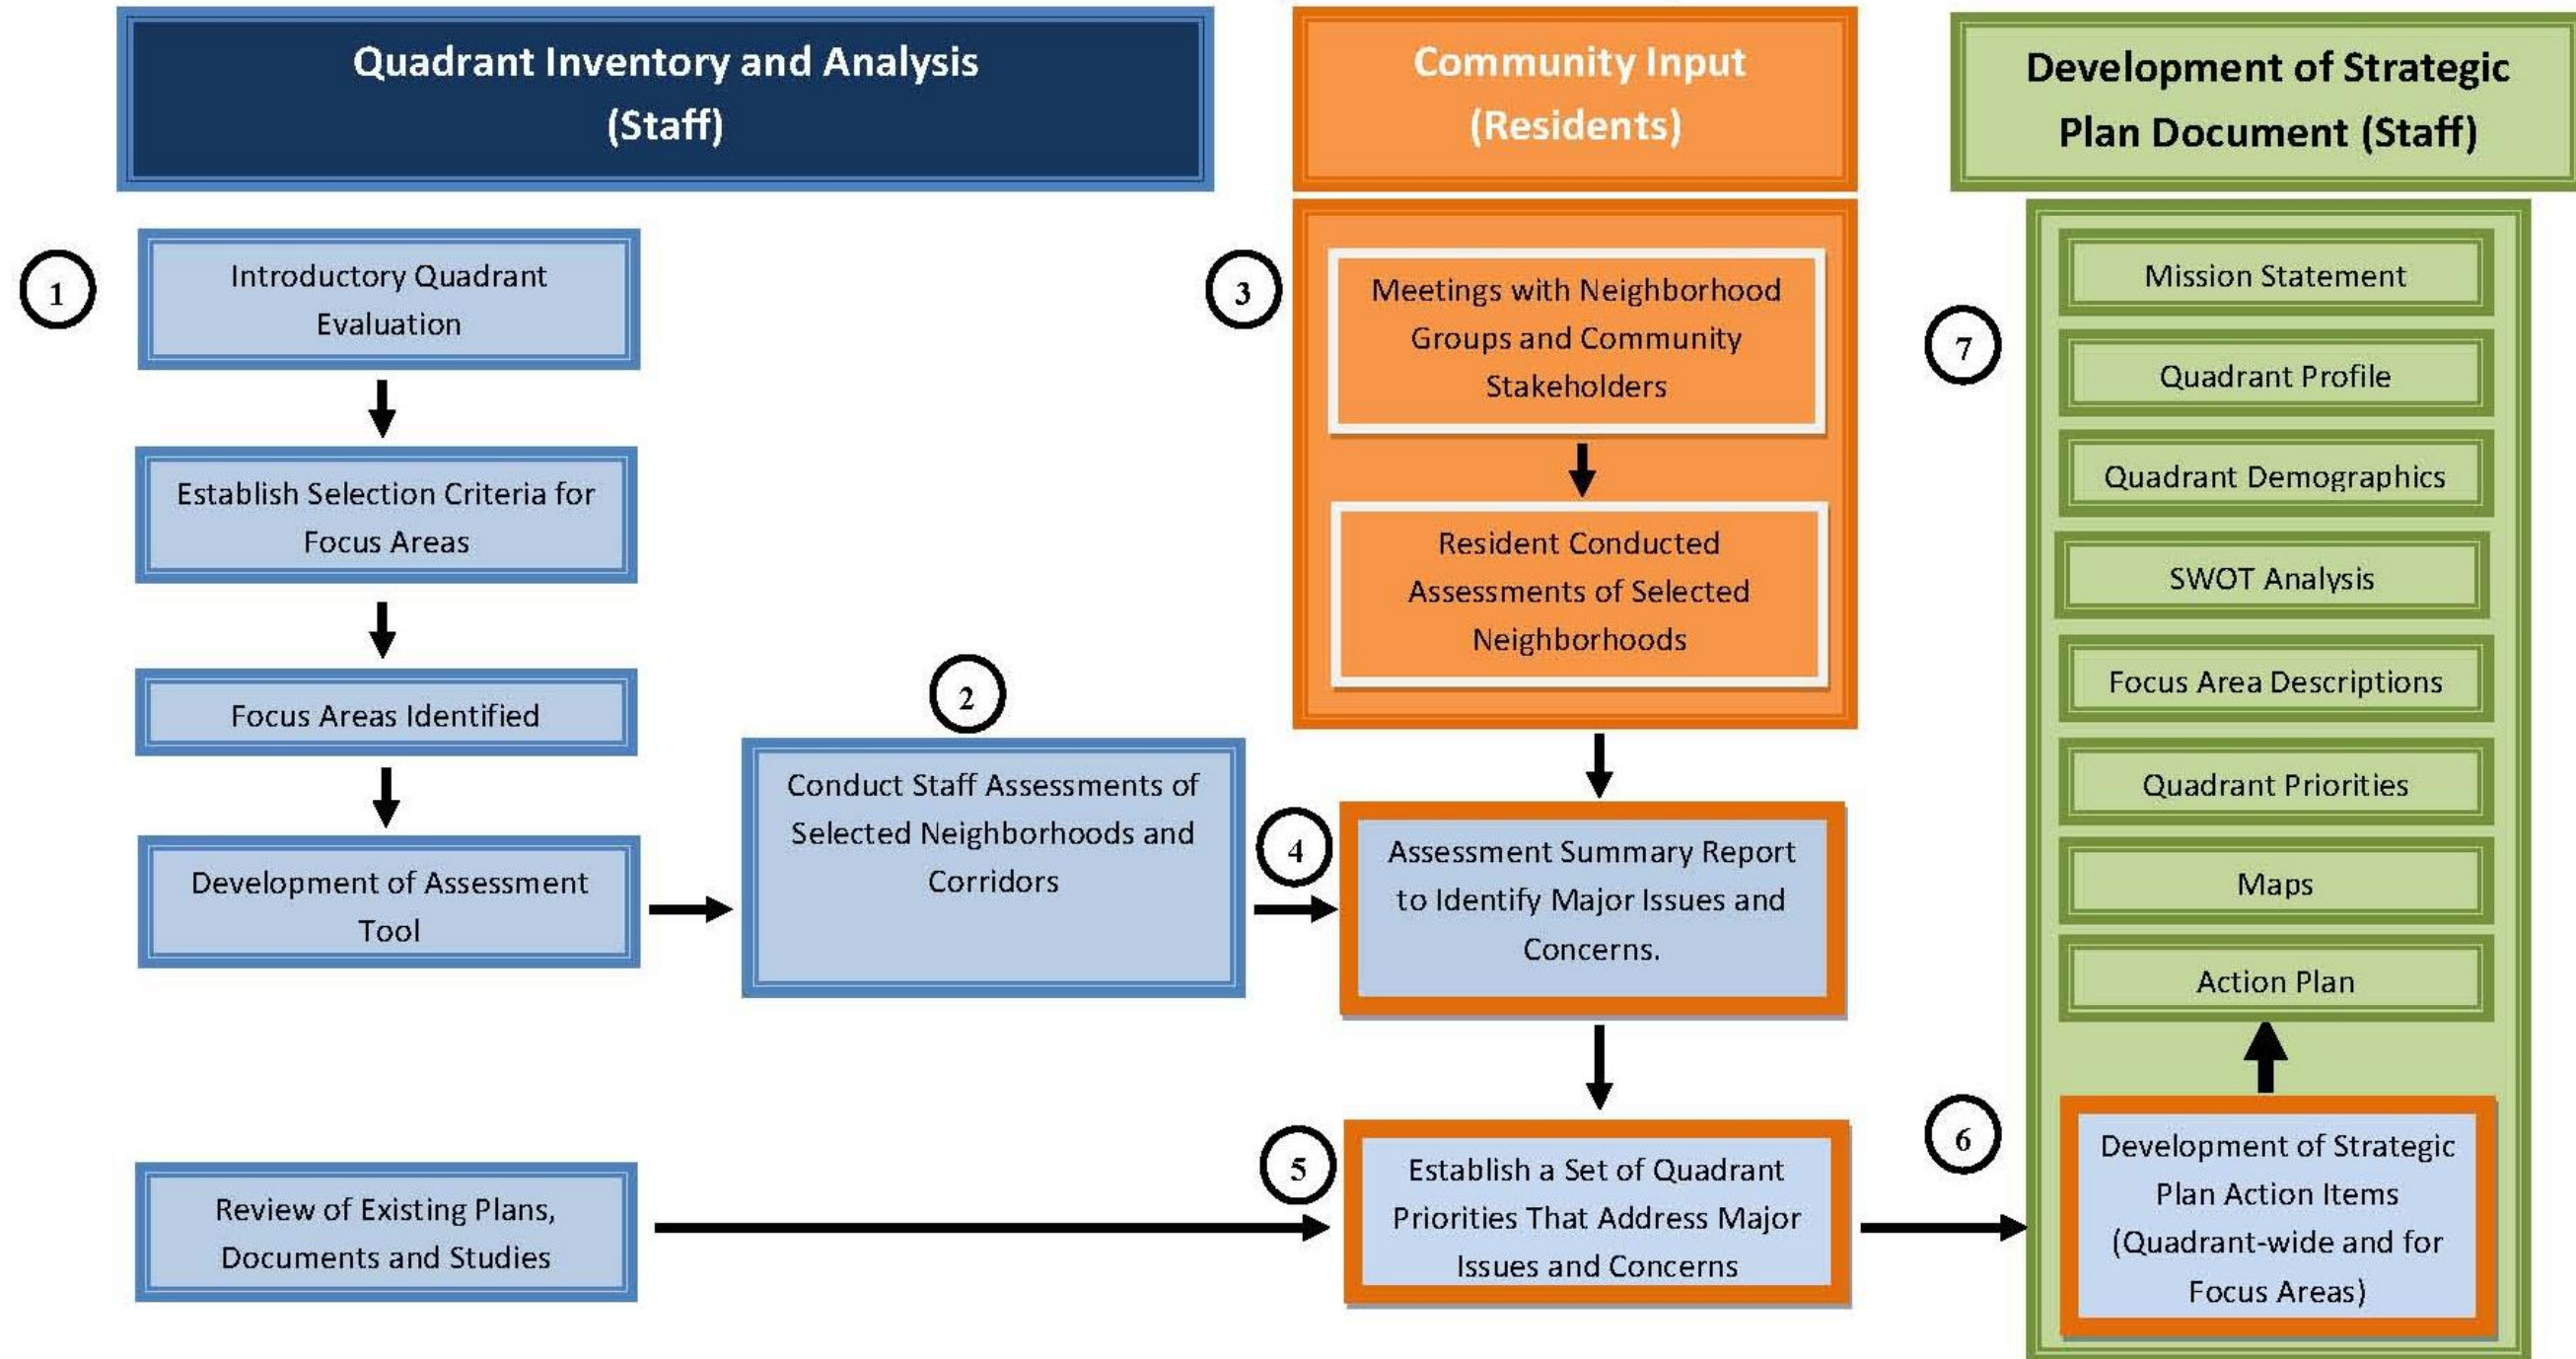 Quadrant Inventory and Analysis
(Staff)
Community Input
(Residents)
Development of Strategic
Plan Document (Staff)
1
Introductory Quadrant
Evaluation
Establish Selection Criteria for
Focus Areas
Focus Areas Identified
Development of Assessment
Tool
Review of Existing Plans,
Documents and Studies
2
Conduct Staff Assessments of
Selected Neighborhoods and
Corridors
3
Meetings with Neighborhood
Groups and Community
Stakeholders
Resident Conducted
Assessments of Selected
Neighborhoods
4
Assessment Summary Report
to Identify Major Issues and
Concerns.
5
Establish a Set of Quadrant
Priorities That Address Major
Issues and Concerns
6
Development of Strategic
Plan Action Items
(Quadrant-wide and for
Focus Areas)
7
Mission Statement
Quadrant Profile
Quadrant Demographics
SWOT Analysis
Focus Area Descriptions
Quadrant Priorities
Maps
Action Plan